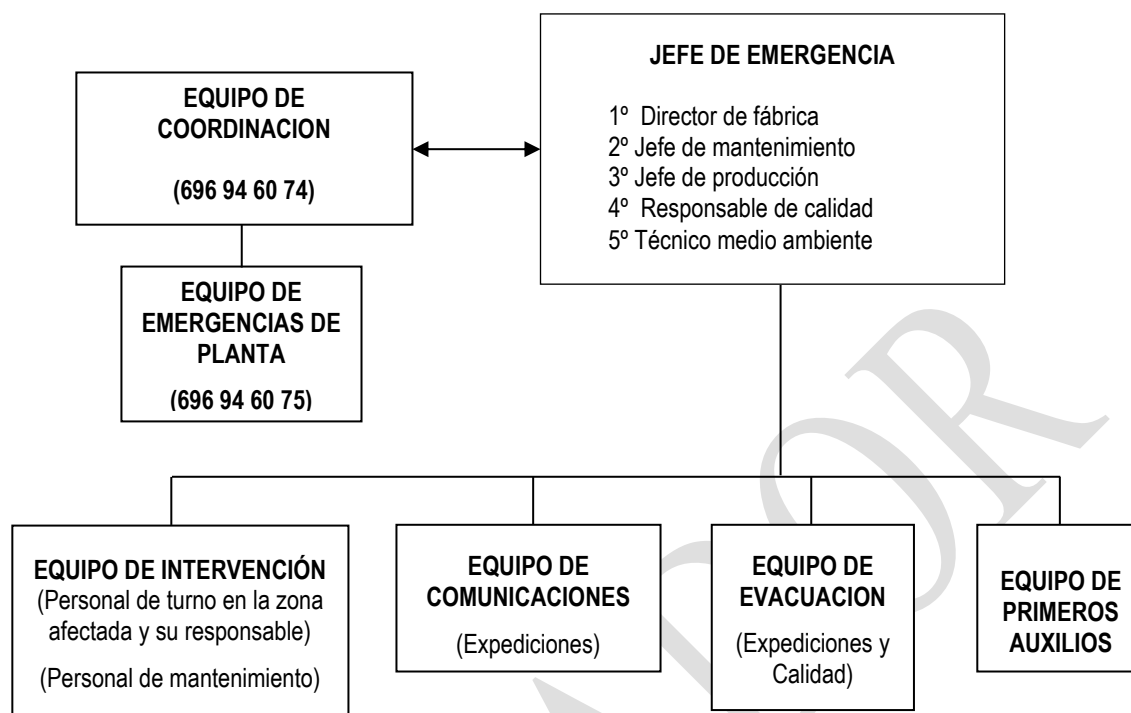 JEFE DE EMERGENCIA
1º Director de fábrica
2º Jefe de mantenimiento
3º Jefe de producción
4º Responsable de calidad
5º Técnico medio ambiente
EQUIPO DE
COORDINACION
(696 94 60 74)
EQUIPO DE
EMERGENCIAS DE
PLANTA
(696 94 60 75)
EQUIPO DE INTERVENCIÓN
(Personal de turno en la zona
afectada y su responsable)
(Personal de mantenimiento)
EQUIPO DE
COMUNICACIONES
(Expediciones)
EQUIPO DE
EVACUACION
(Expediciones y
Calidad)
EQUIPO DE
PRIMEROS
AUXILIOS